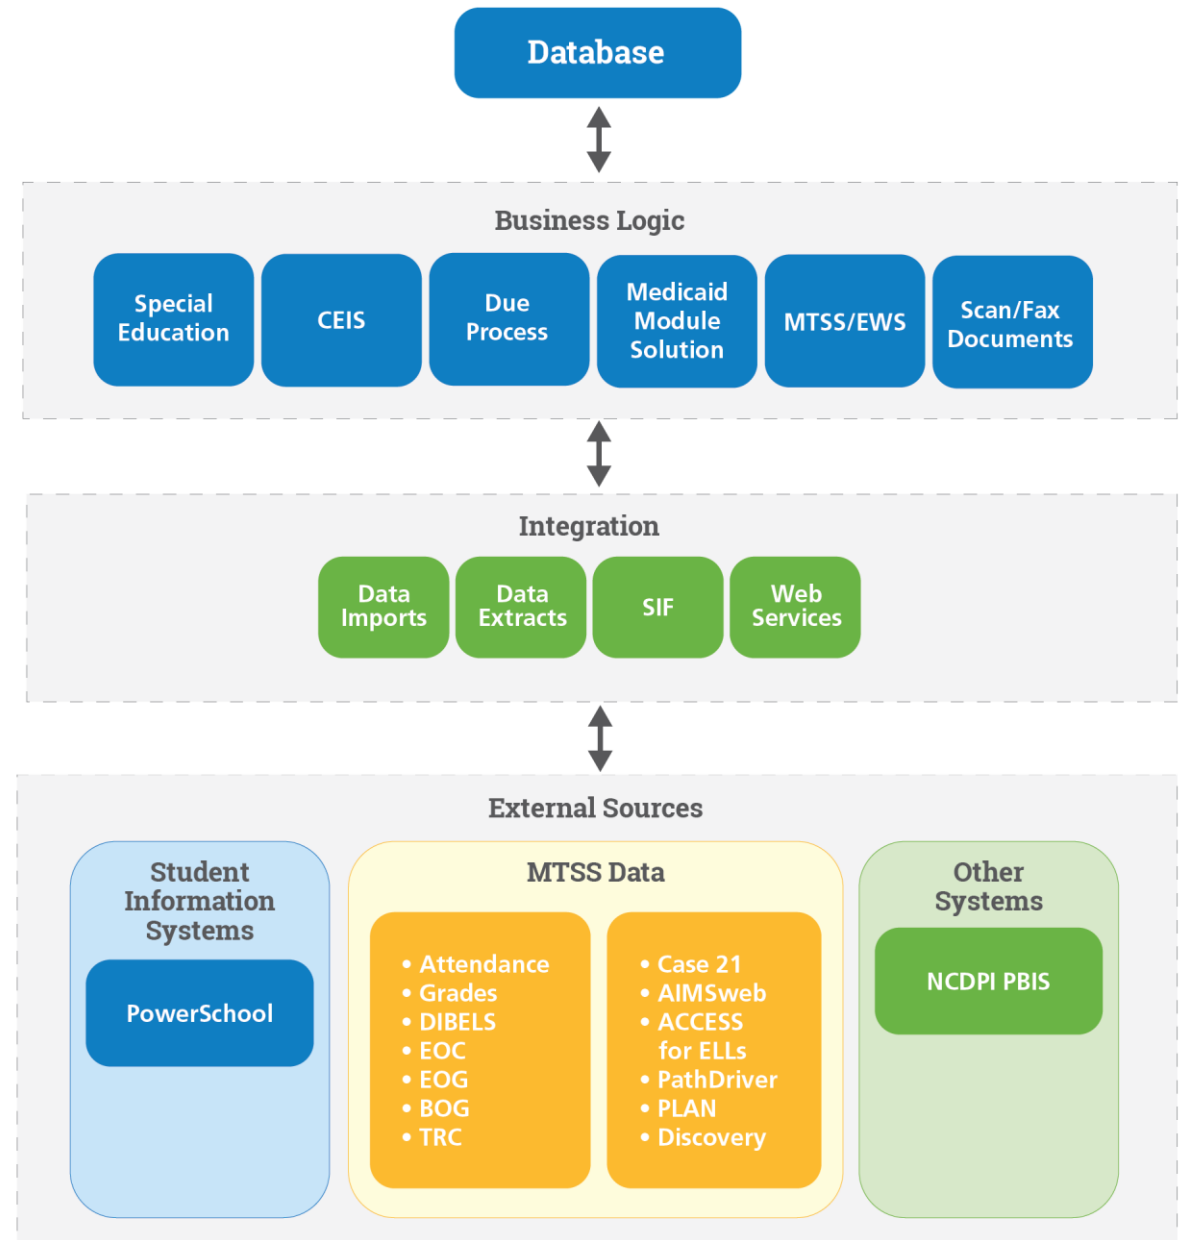 Database
Business Logic
Special
Education
CEIS
Due
Process
Medicaid
Module
Solution
MTSS/EWS
Scan/Fax
Documents
Integration
Data
Imports
Data
Extracts
SIF
Web
Services
External Sources
Student
Information
Systems
PowerSchool
MTSS Data
• Attendance
• Grades
• DIBELS
• EOC
• EOG
• BOG
• TRC
• Case 21
• AIMSweb
• ACCESS
for ELLs
• PathDriver
• PLAN
• Discovery
Other
Systems
NCDPI PBIS